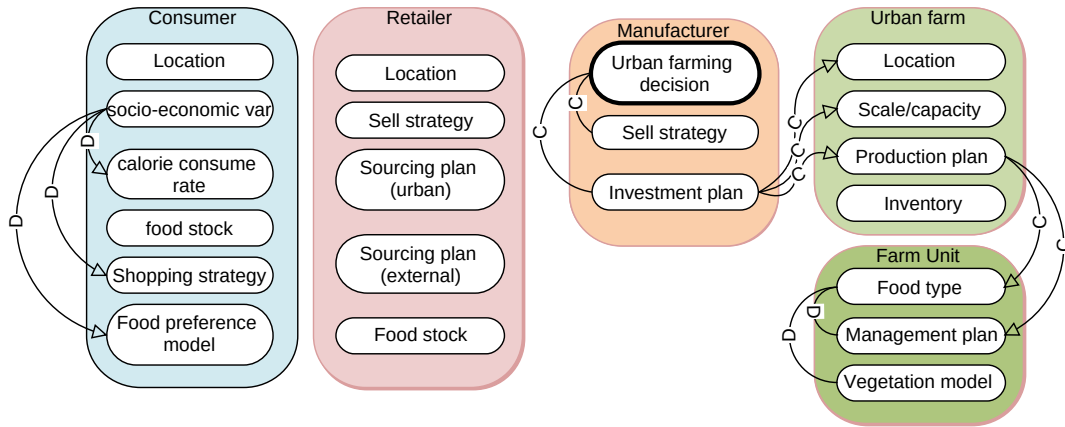 Consumer
Location
socio-economic var
calorie consume
rate
food stock
Shopping strategy
Food preference
model
D
D
D
Retailer
Location
Sell strategy
Sourcing plan
(urban)
Sourcing plan
(external)
Food stock
Manufacturer
Urban farming
decision
Sell strategy
Investment plan
C
C
C
C
C
Urban farm
Location
Scale/capacity
Production plan
Inventory
C
C
Farm Unit
Food type
Management plan
Vegetation model
D
D